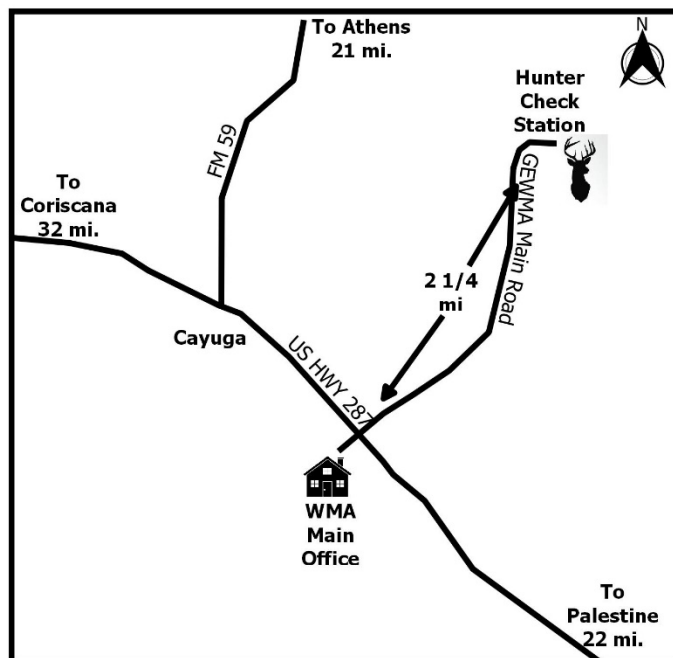 N
To Athens
21 mi.
Hunter
Check
Station
FM 59
To
Coriscana
32 mi.
GEWMA Main Road
2 1/4
mi
Cayuga
US HWY 287
WMA
Main
Office
To
Palestine
22 mi.